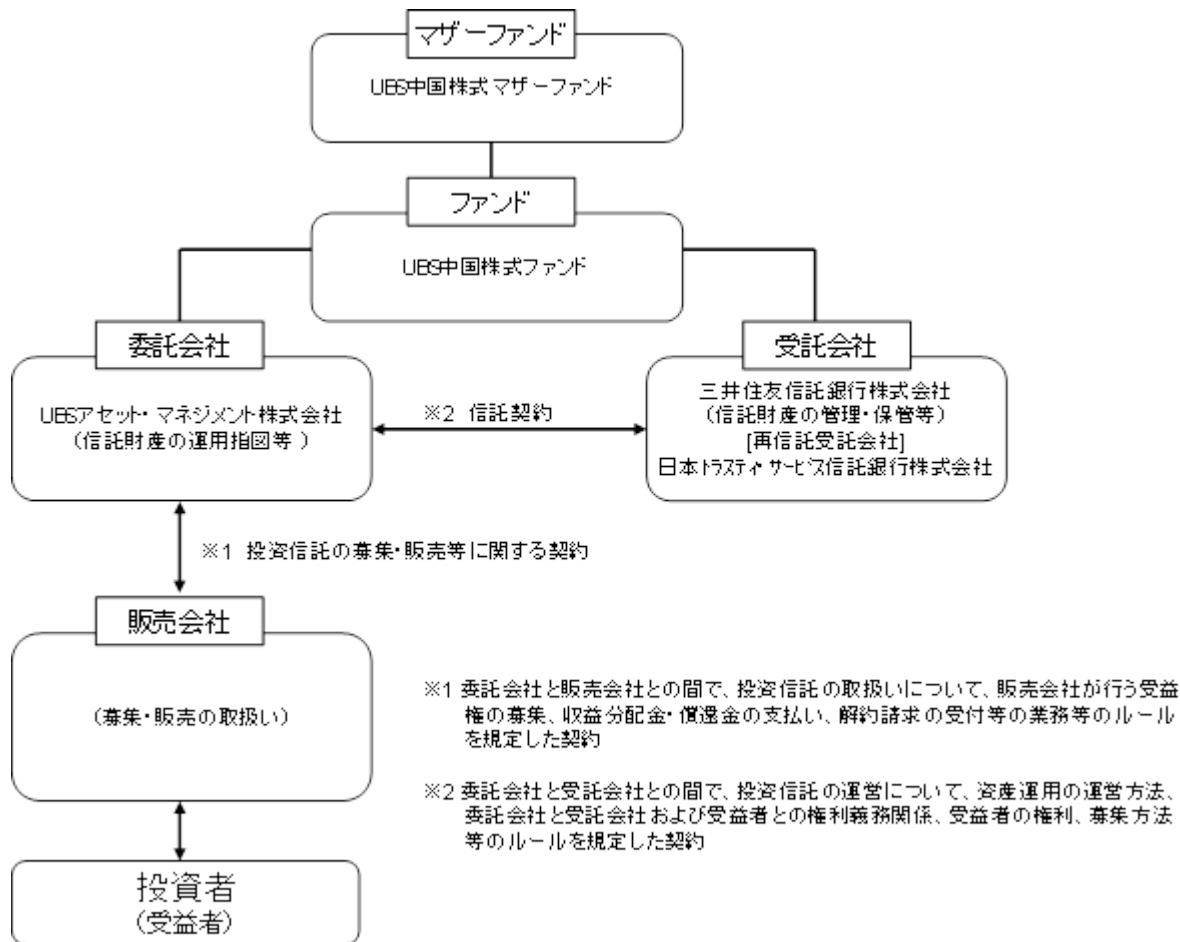 マザーファンド
UBS中国株式マザーファンド
ファンド
UBS中国株式ファンド
委託会社
受託会社
UBSアセット・マネジメント株式会社
（信託財産の運用指図等）
※2 信託契約
三井住友信託銀行株式会社
（信託財産の管理・保管等）
[再信託受託会社]
日本トラスティ・サービス信託銀行株式会社
※1 投資信託の募集・販売等に関する契約
販売会社
（募集・販売の取扱い）
※1 委託会社と販売会社との間で、投資信託の取扱いについて、販売会社が行う受益
権の募集、収益分配金・償還金の支払い、解約請求の受付等の業務等のルール
を規定した契約
※2 委託会社と受託会社との間で、投資信託の運営について、資産運用の運営方法、
委託会社と受託会社および受益者との権利義務関係、受益者の権利、募集方法
等のルールを規定した契約
投資者
（受益者）